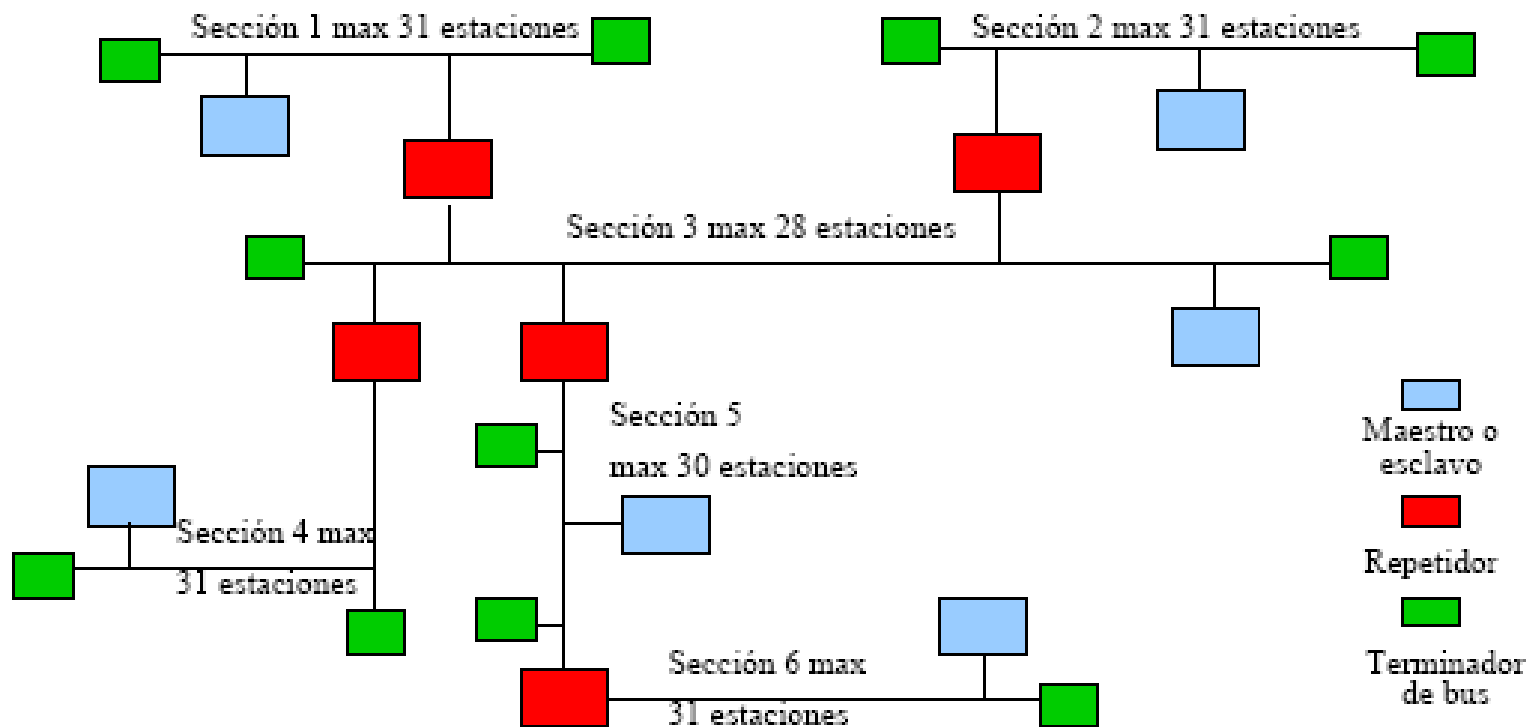 Sección 1 max 31 estaciones
Sección 2 max 31 estaciones
Sección 3 max 28 estaciones
Sección 5
max 30 estaciones
Sección 4 max
31 estaciones
Sección 6 max
31 estaciones
Maestro o
esclavo
Repetidor
Terminador
de bus